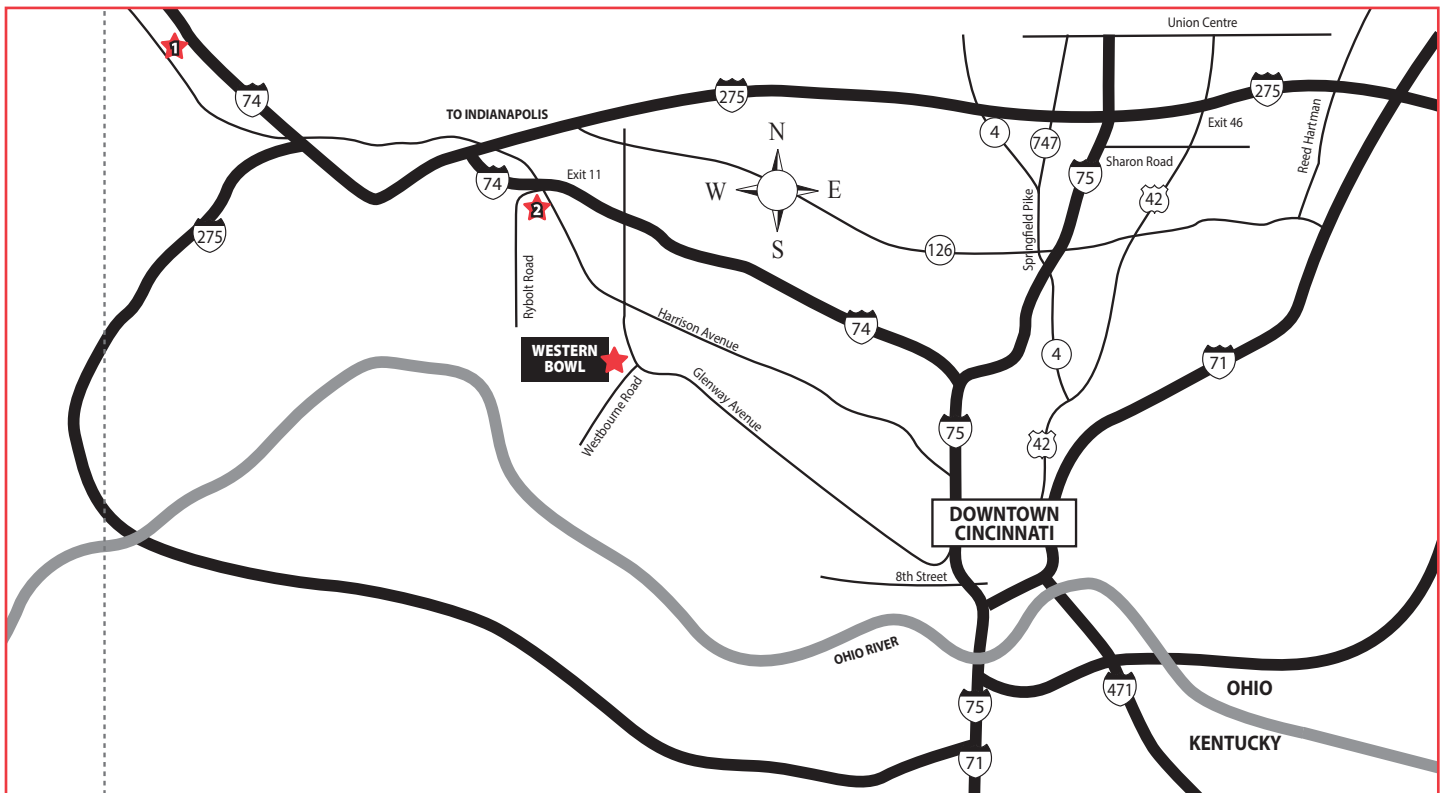 Union Centre
1
74
275
275
TO INDIANAPOLIS
4
747
Exit 46
Reed Hartman
N
Sharon Road
74
Exit 11
75
W
E
42
2
S
Springfield Pike
275
126
Rybolt Road
Harrison Avenue
74
WESTERN
BOWL
4
71
Westbourne Road
Glenway Avenue
75
42
DOWNTOWN
CINCINNATI
8th Street
OHIO RIVER
OHIO
471
75
KENTUCKY
71